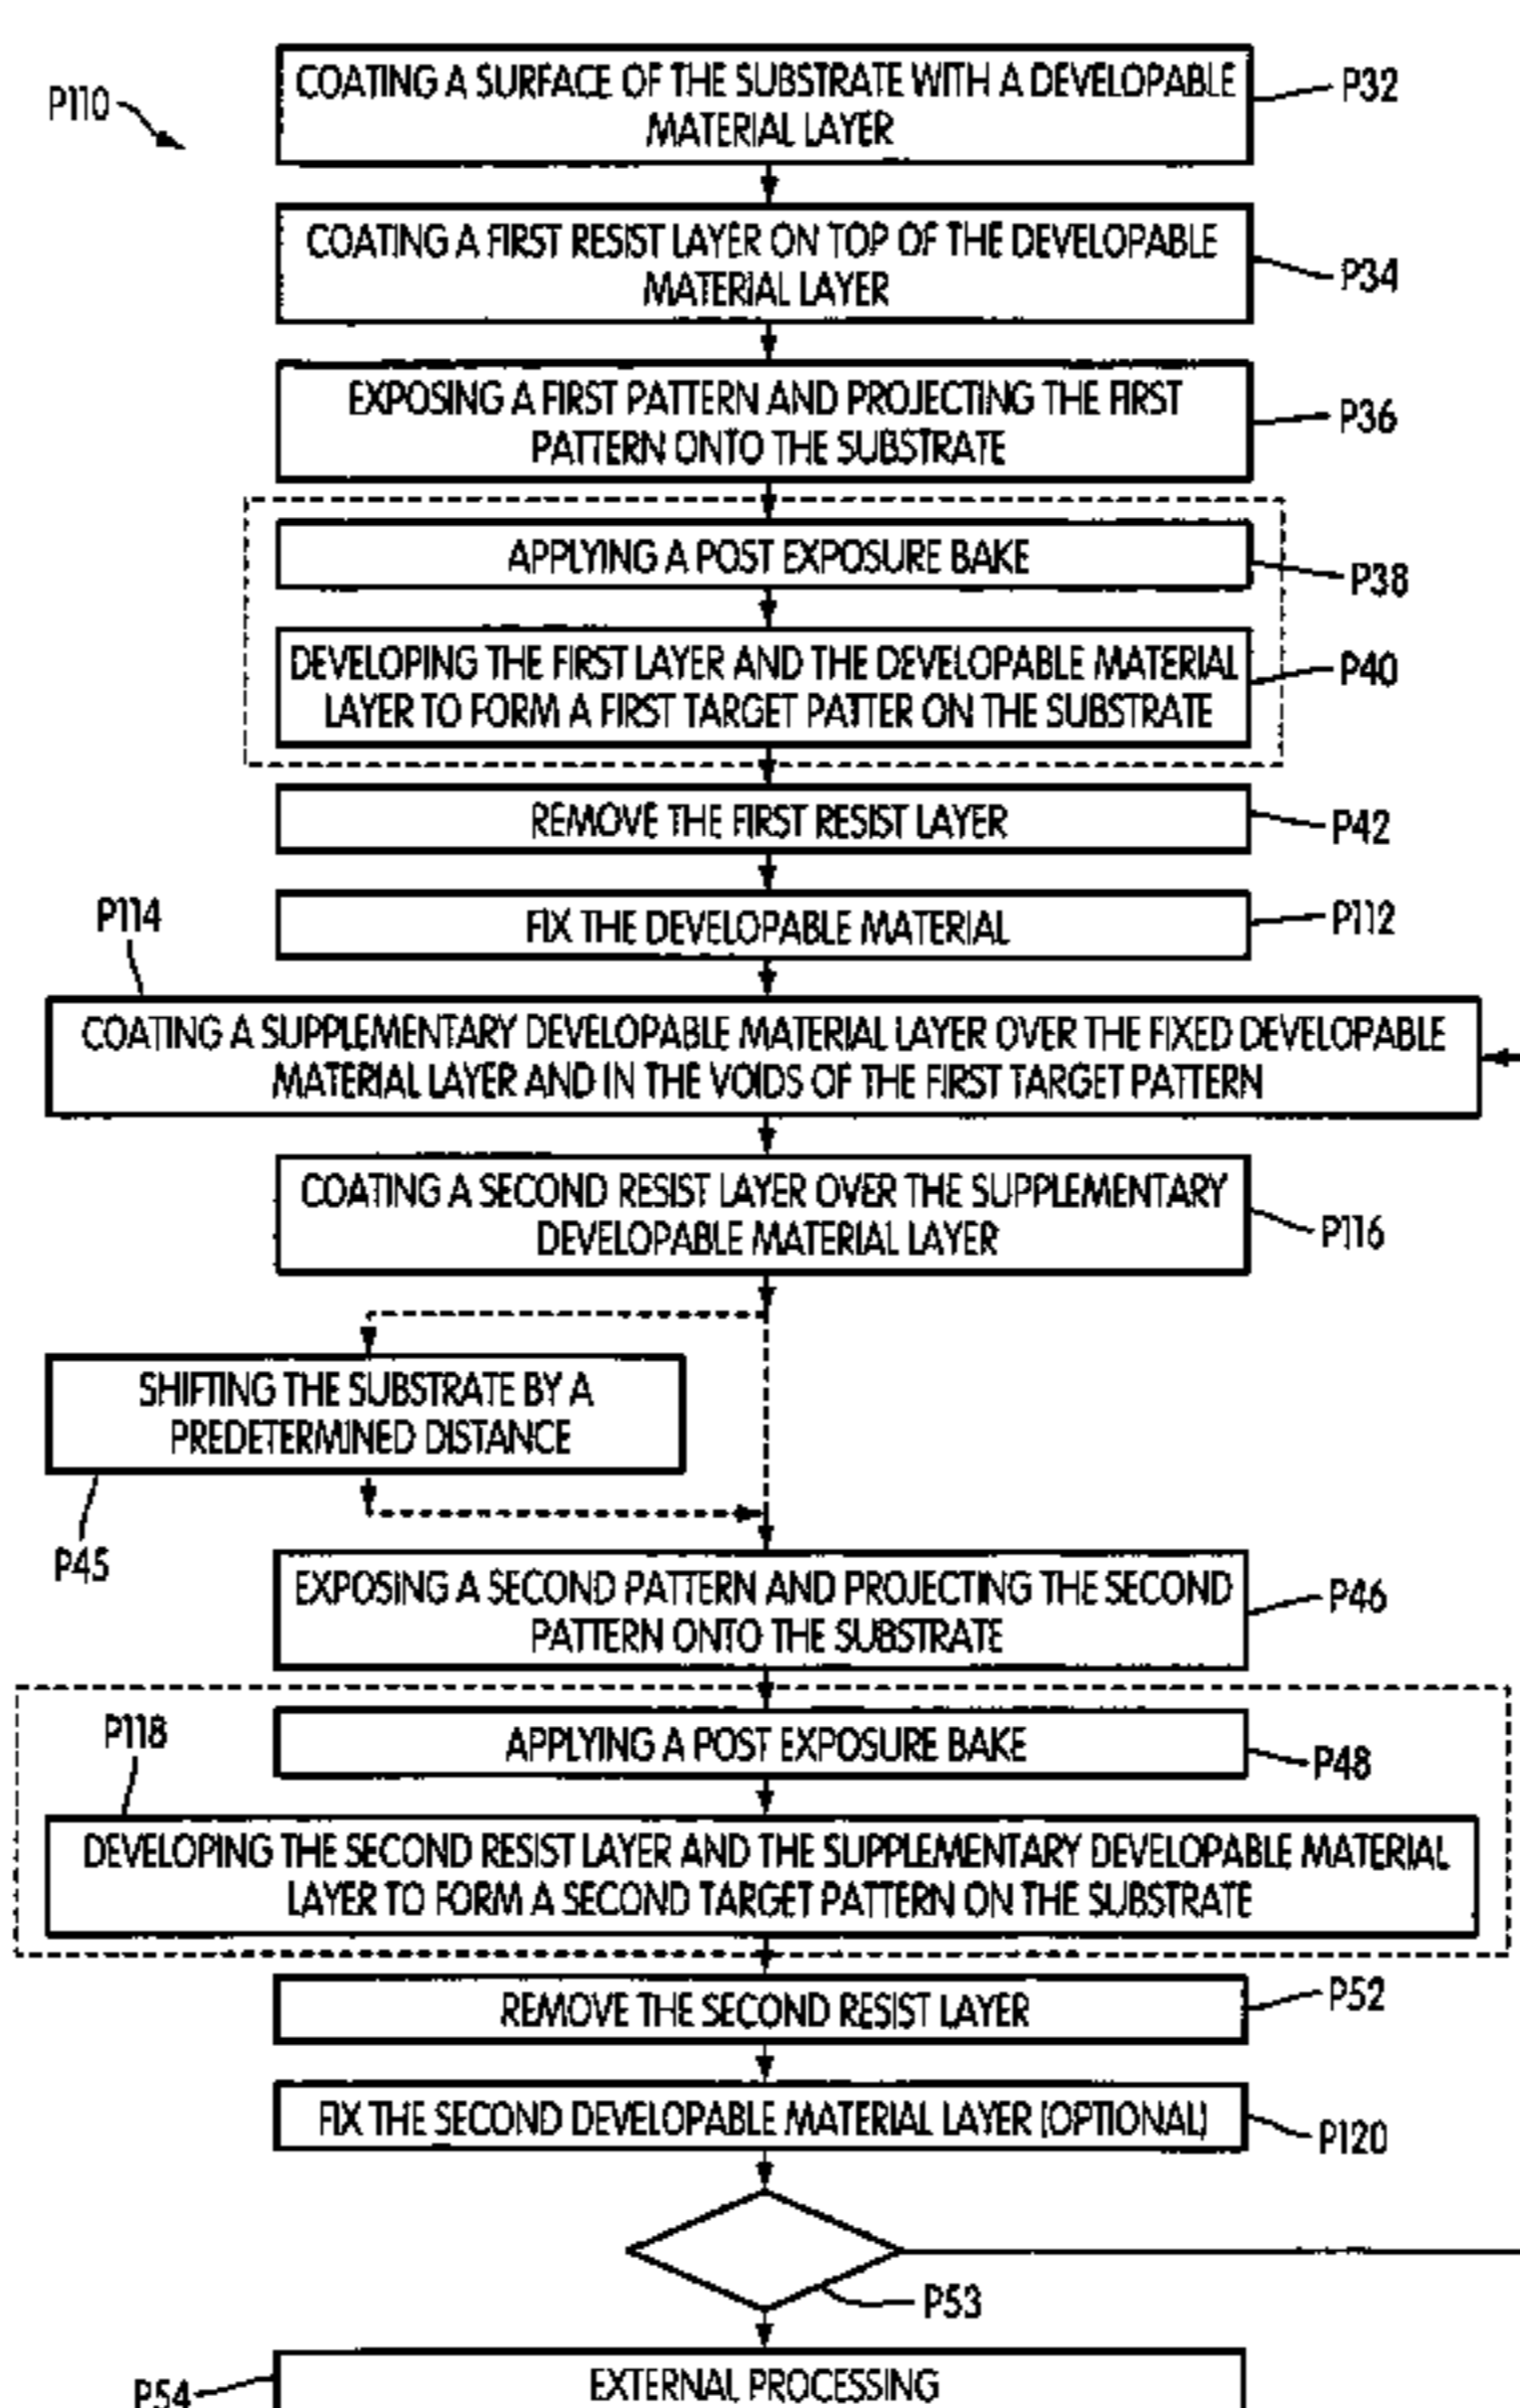 P110
COATING A SURFACE OF THE SUBSTRATE WITH A DEVELOPABLE
MATERIAL LAYER
P32
COATING A FIRST RESIST LAYER ON TOP OF THE DEVELOPABLE
MATERIAL LAYER
P34
EXPOSING A FIRST PATTERN AND PROJECTING THE FIRST
PATTERN ONTO THE SUBSTRATE
P36
APPLYING A POST EXPOSURE BAKE
P38
DEVELOPING THE FIRST LAYER AND THE DEVELOPABLE MATERIAL
LAYER TO FORM A FIRST TARGET PATTER ON THE SUBSTRATE
P40
REMOVE THE FIRST RESIST LAYER
P42
FIX THE DEVELOPABLE MATERIAL
P112
P114
COATING A SUPPLEMENTARY DEVELOPABLE MATERIAL LAYER OVER THE FIXED DEVELOPABLE
MATERIAL LAYER AND IN THE VOIDS OF THE FIRST TARGET PATTERN
COATING A SECOND RESIST LAYER OVER THE SUPPLEMENTARY
DEVELOPABLE MATERIAL LAYER
P116
SHIFTING THE SUBSTRATE BY A
PREDETERMINED DISTANCE
P45
EXPOSING A SECOND PATTERN AND PROJECTING THE SECOND
PATTERN ONTO THE SUBSTRATE
P46
APPLYING A POST EXPOSURE BAKE
P48
P118
DEVELOPING THE SECOND RESIST LAYER AND THE SUPPLEMENTARY DEVELOPABLE MATERIAL
LAYER TO FORM A SECOND TARGET PATTERN ON THE SUBSTRATE
REMOVE THE SECOND RESIST LAYER
P52
FIX THE SECOND DEVELOPABLE MATERIAL LAYER (OPTIONAL)
P120
P53
EXTERNAL PROCESSING
P54